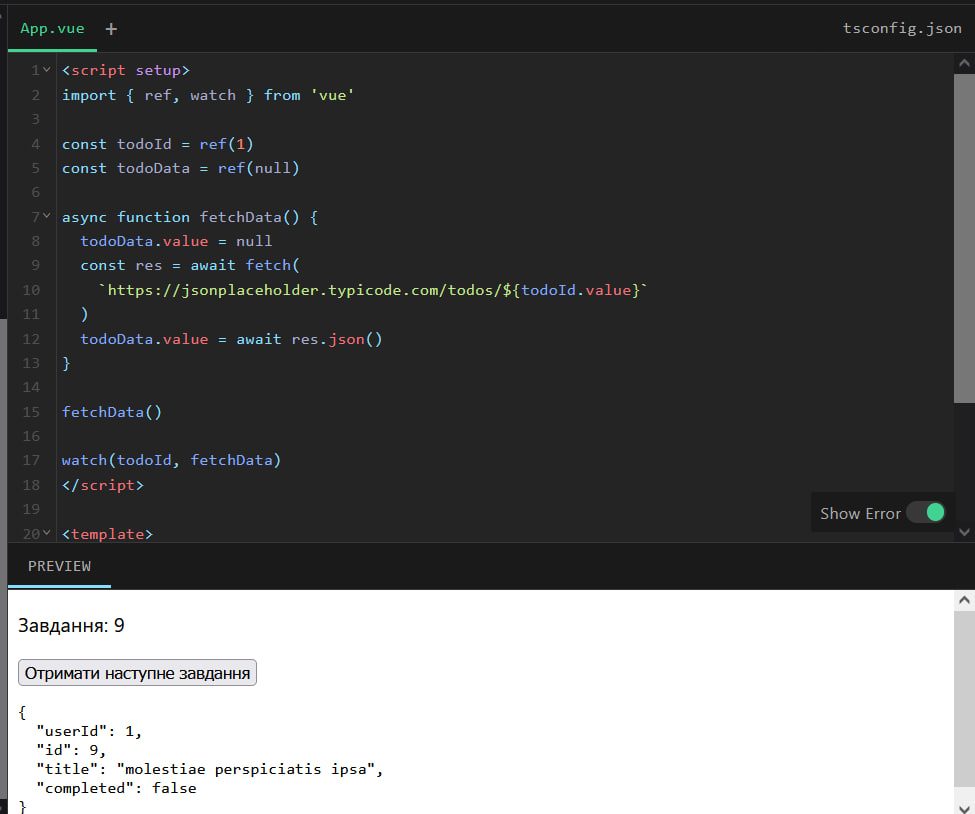 App.vue +
tsconfig.json
1 <script setup>
2 import { ref, watch } from 'vue'
3
4 const todoId = ref(1)
5 const todoData = ref(null)
6
7 async function fetchData() {
8   todoData.value = null
9   const res = await fetch(
10     `https://jsonplaceholder.typicode.com/todos/${todoId.value}`
11   )
12   todoData.value = await res.json()
13 }
14
15 fetchData()
16
17 watch(todoId, fetchData)
18 </script>
19
Show Error
20 <template>
PREVIEW
Завдання: 9
Отримати наступне завдання
{
  "userId": 1,
  "id": 9,
  "title": "molestiae perspiciatis ipsa",
  "completed": false
}